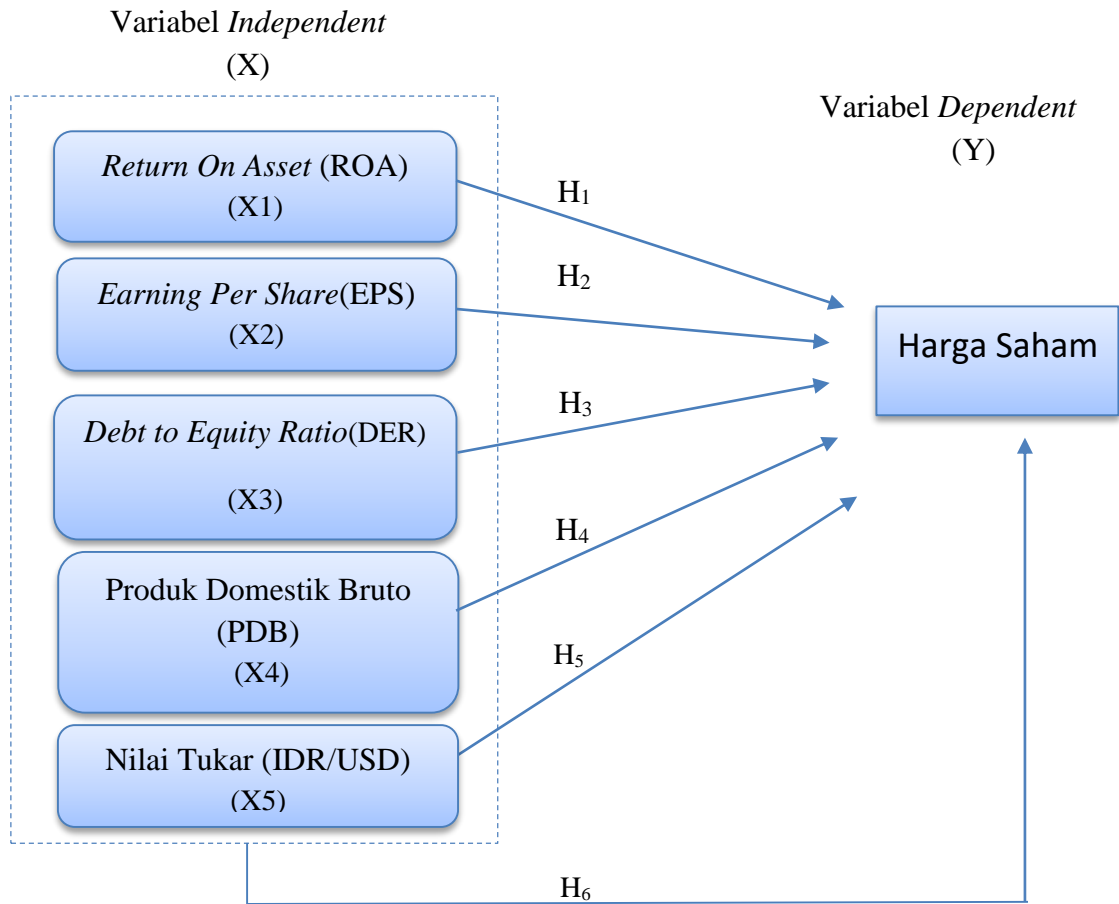 Variabel Independent
(X)
Variabel Dependent
(Y)
Return On Asset (ROA)
(X1)
H₁
Earning Per Share(EPS)
(X2)
H₂
Harga Saham
Debt to Equity Ratio(DER)
(X3)
H₃
Produk Domestik Bruto
(PDB)
(X4)
H₄
Nilai Tukar (IDR/USD)
(X5)
H₅
H₆